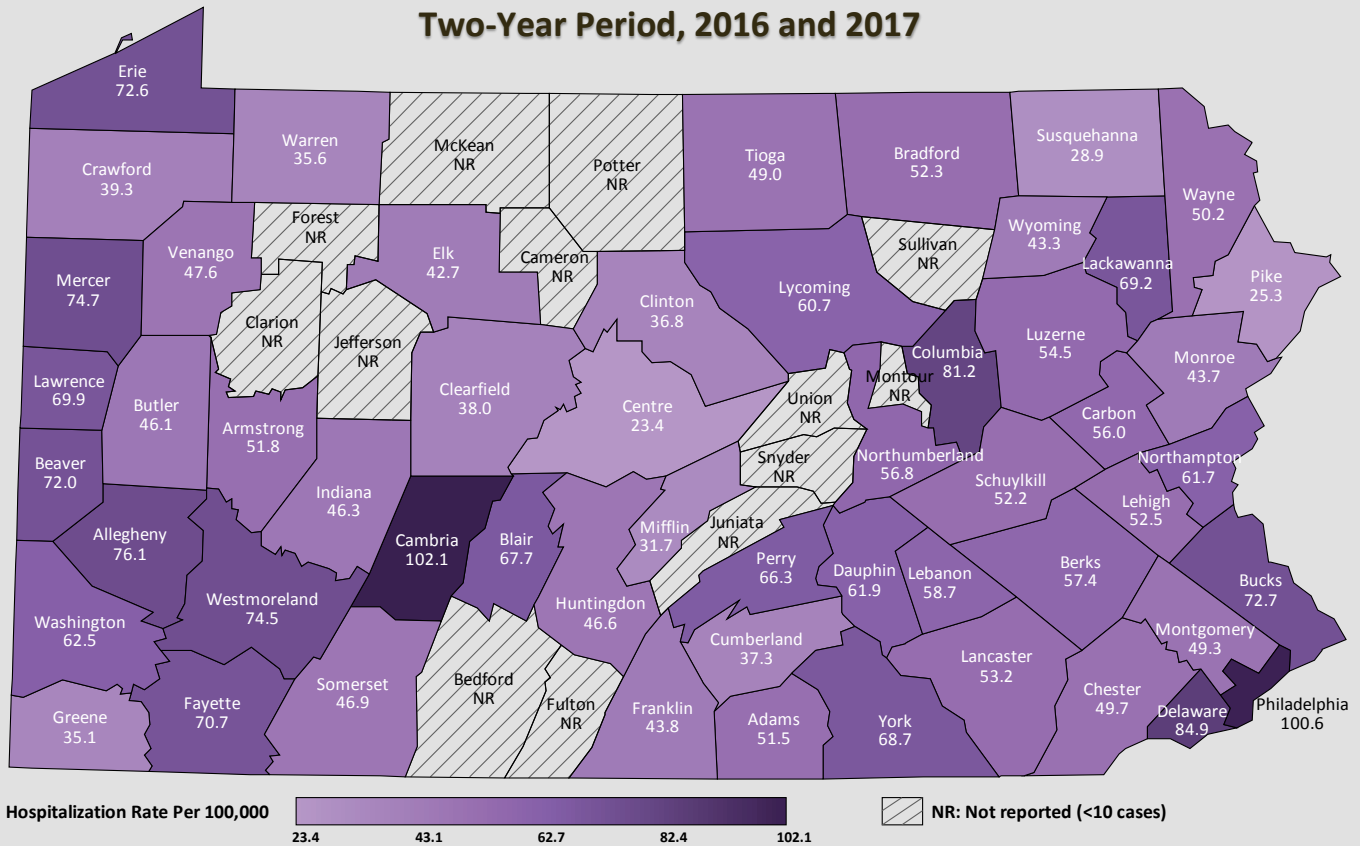 Two-Year Period, 2016 and 2017
Erie
72.6
Warren
35.6
McKean
NR
Potter
NR
Tioga
49.0
Bradford
52.3
Susquehanna
28.9
Crawford
39.3
Wayne
50.2
Forest
NR
Venango
47.6
Elk
42.7
Cameron
NR
Sullivan
NR
Wyoming
43.3
Lackawanna
69.2
Pike
25.3
Mercer
74.7
Clinton
36.8
Lycoming
60.7
Clarion
NR
Jefferson
NR
Columbia
81.2
Luzerne
54.5
Monroe
43.7
Lawrence
69.9
Butler
46.1
Clearfield
38.0
Centre
23.4
Union
NR
Montour
NR
Carbon
56.0
Armstrong
51.8
Beaver
72.0
Snyder
NR
Northumberland
56.8
Northampton
61.7
Indiana
46.3
Schuylkill
52.2
Lehigh
52.5
Allegheny
76.1
Cambria
102.1
Blair
67.7
Mifflin
31.7
Juniata
NR
Perry
66.3
Dauphin
61.9
Lebanon
58.7
Berks
57.4
Bucks
72.7
Westmoreland
74.5
Huntingdon
46.6
Washington
62.5
Cumberland
37.3
Montgomery
49.3
Lancaster
53.2
Somerset
46.9
Bedford
NR
Fulton
NR
Chester
49.7
Greene
35.1
Fayette
70.7
Franklin
43.8
Adams
51.5
York
68.7
Delaware
84.9
Philadelphia
100.6
Hospitalization Rate Per 100,000
23.4 43.1 62.7 82.4 102.1
NR: Not reported (<10 cases)